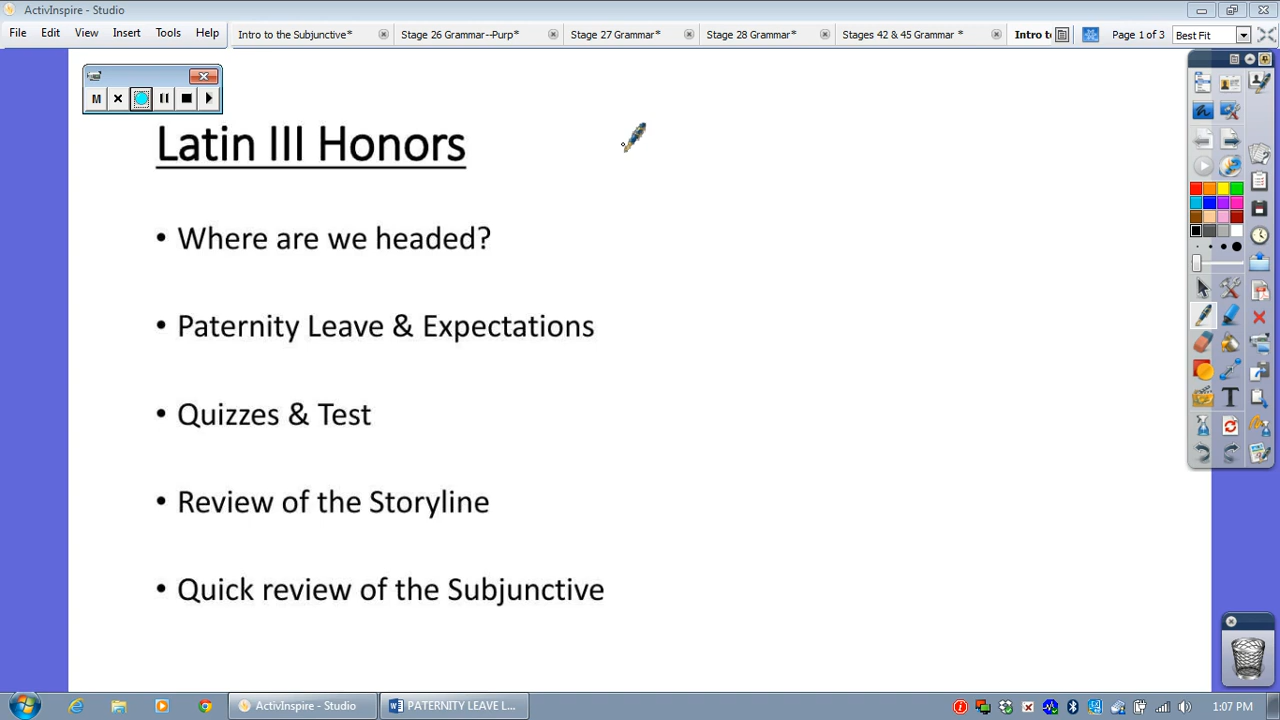 ActivInspire - Studio
File Edit View Insert Tools Help Intro to the Subjunctive* Stage 26 Grammar--Purp* Stage 27 Grammar* Stage 28 Grammar* Stages 42 & 45 Grammar * Intro t Page 1 of 3 Best Fit
M
Latin III Honors
• Where are we headed?
• Paternity Leave & Expectations
• Quizzes & Test
• Review of the Storyline
• Quick review of the Subjunctive
T
ActivInspire - Studio PATERNITY LEAVE L... 1:07 PM